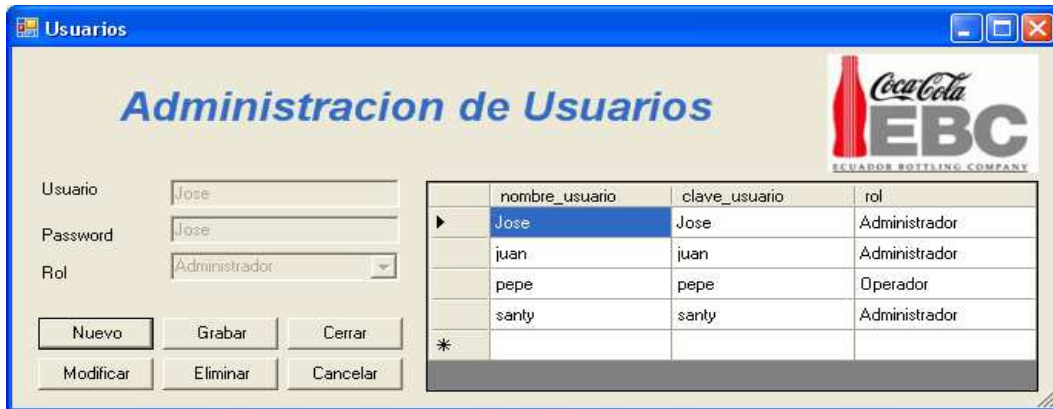 Usuarios
Administracion de Usuarios
Coca-Cola
EBC
ECUADOR BOTTLING COMPANY
Usuario Jose
Password Jose
Rol Administrador
Nuevo Grabar Cerrar
Modificar Eliminar Cancelar
nombre_usuario clave_usuario rol
Jose Jose Administrador
juan juan Administrador
pepe pepe Operador
santy santy Administrador